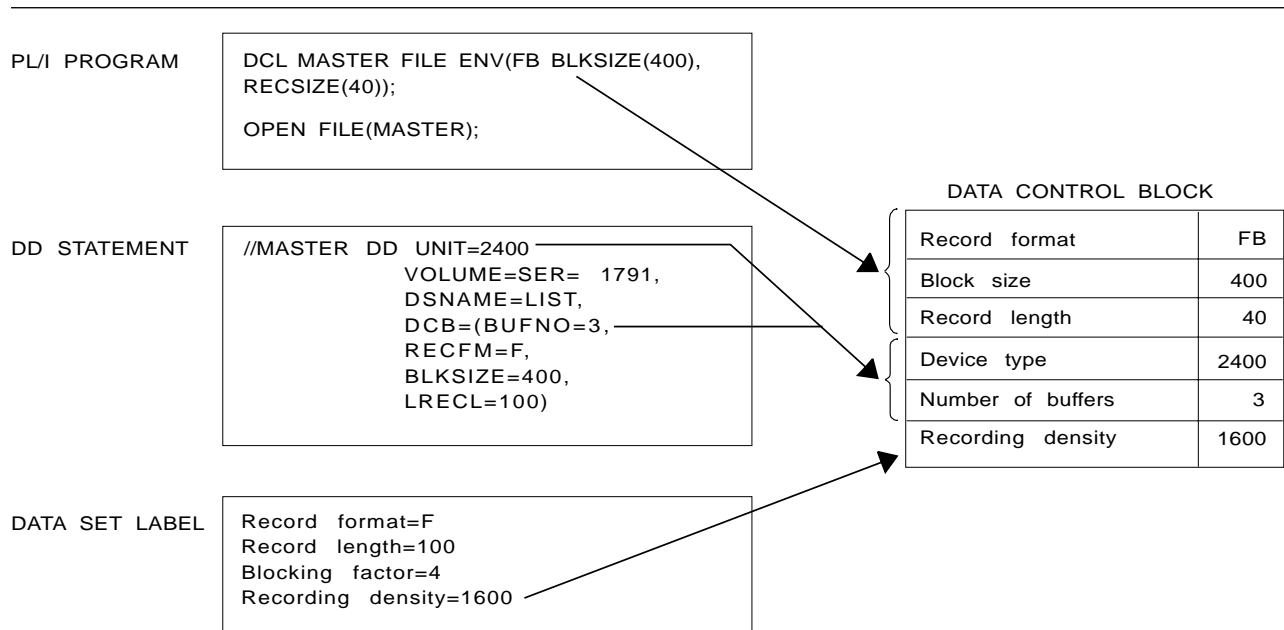 PL/I PROGRAM
DCL MASTER FILE ENV(FB BLKSIZE(400),
RECSIZE(40));
OPEN FILE(MASTER);
DD STATEMENT
//MASTER DD UNIT=2400
VOLUME=SER= 1791,
DSNAME=LIST,
DCB=(BUFNO=3,
RECFM=F,
BLKSIZE=400,
LRECL=100)
DATA SET LABEL
Record format=F
Record length=100
Blocking factor=4
Recording density=1600
DATA CONTROL BLOCK
Record format FB
Block size 400
Record length 40
Device type 2400
Number of buffers 3
Recording density 1600